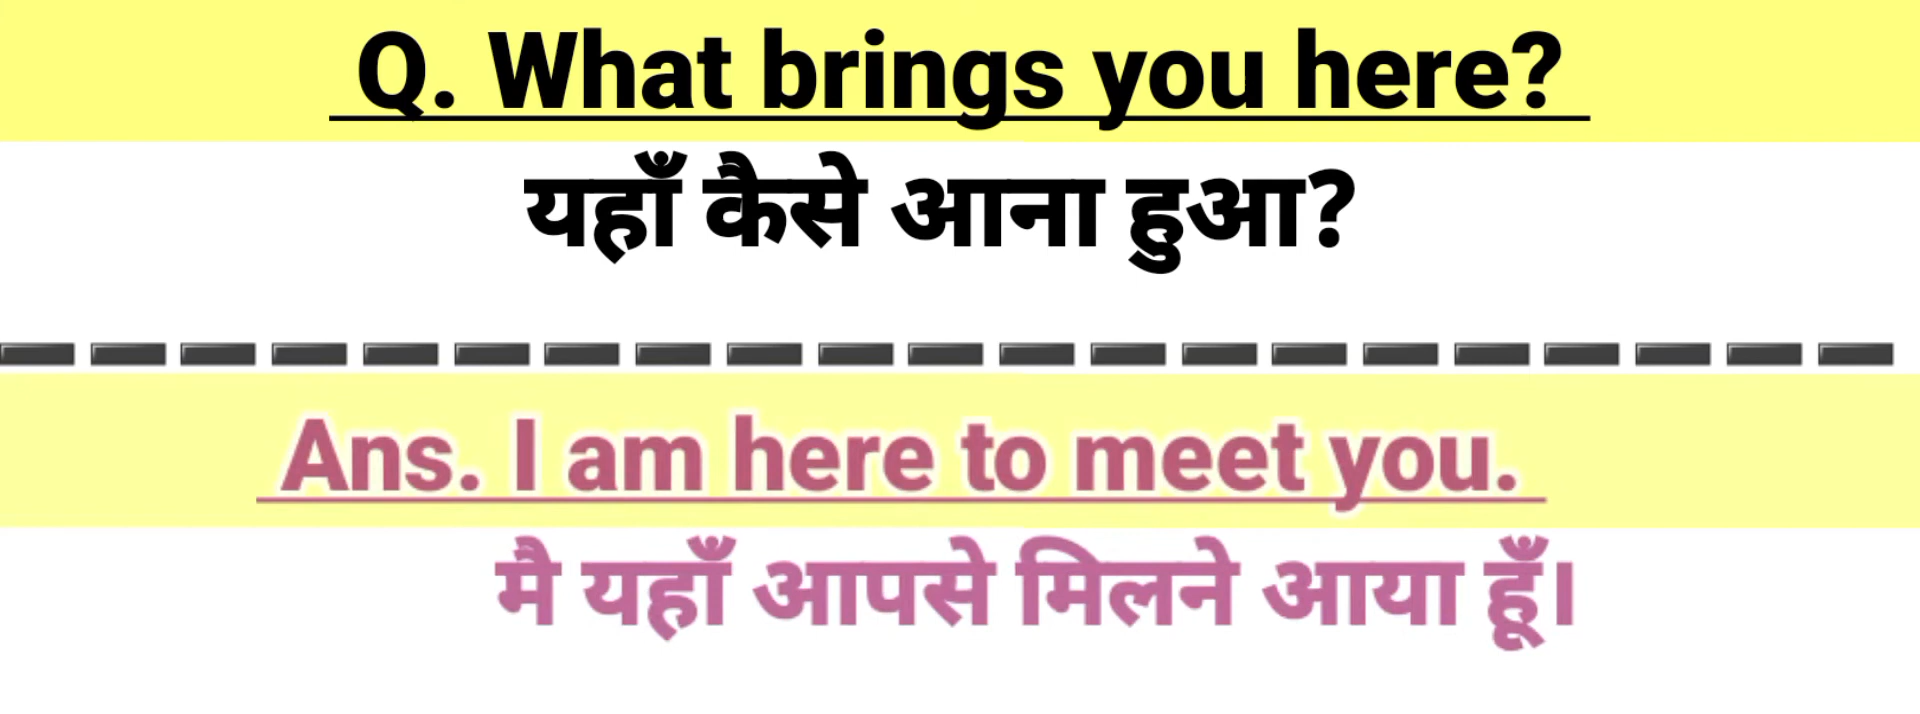 Q. What brings you here?
यहाँ कैसे आना हुआ?
Ans. I am here to meet you.
मै यहाँ आपसे मिलने आया हूँ।